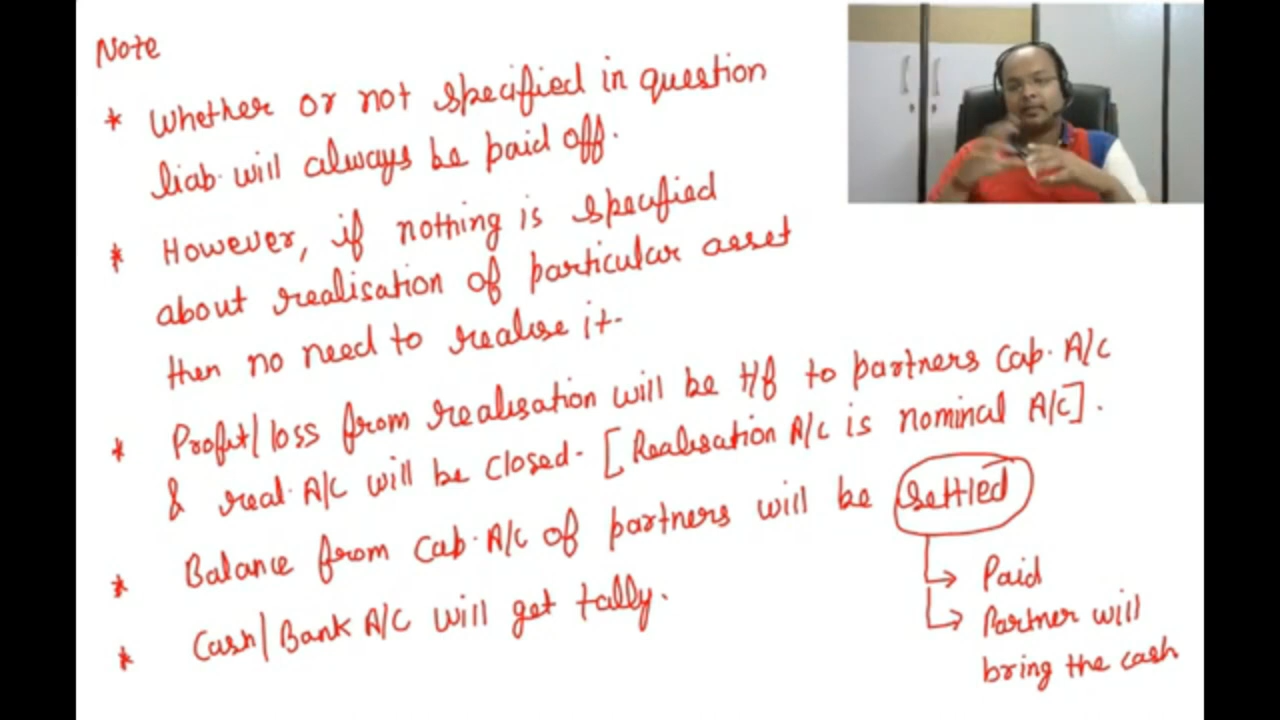 Note
* Whether or not specified in question
liab. will always be paid off.
* However, if nothing is specified
about realisation of particular asset
then no need to realise it.
* Profit/loss from realisation will be t/f to partners cap. A/c
& real. A/c will be closed. [Realisation A/c is nominal A/c].
* Balance from cap. A/c of partners will be settled
→ Paid
→ Partner will
bring the cash
* Cash/Bank A/c will get tally.